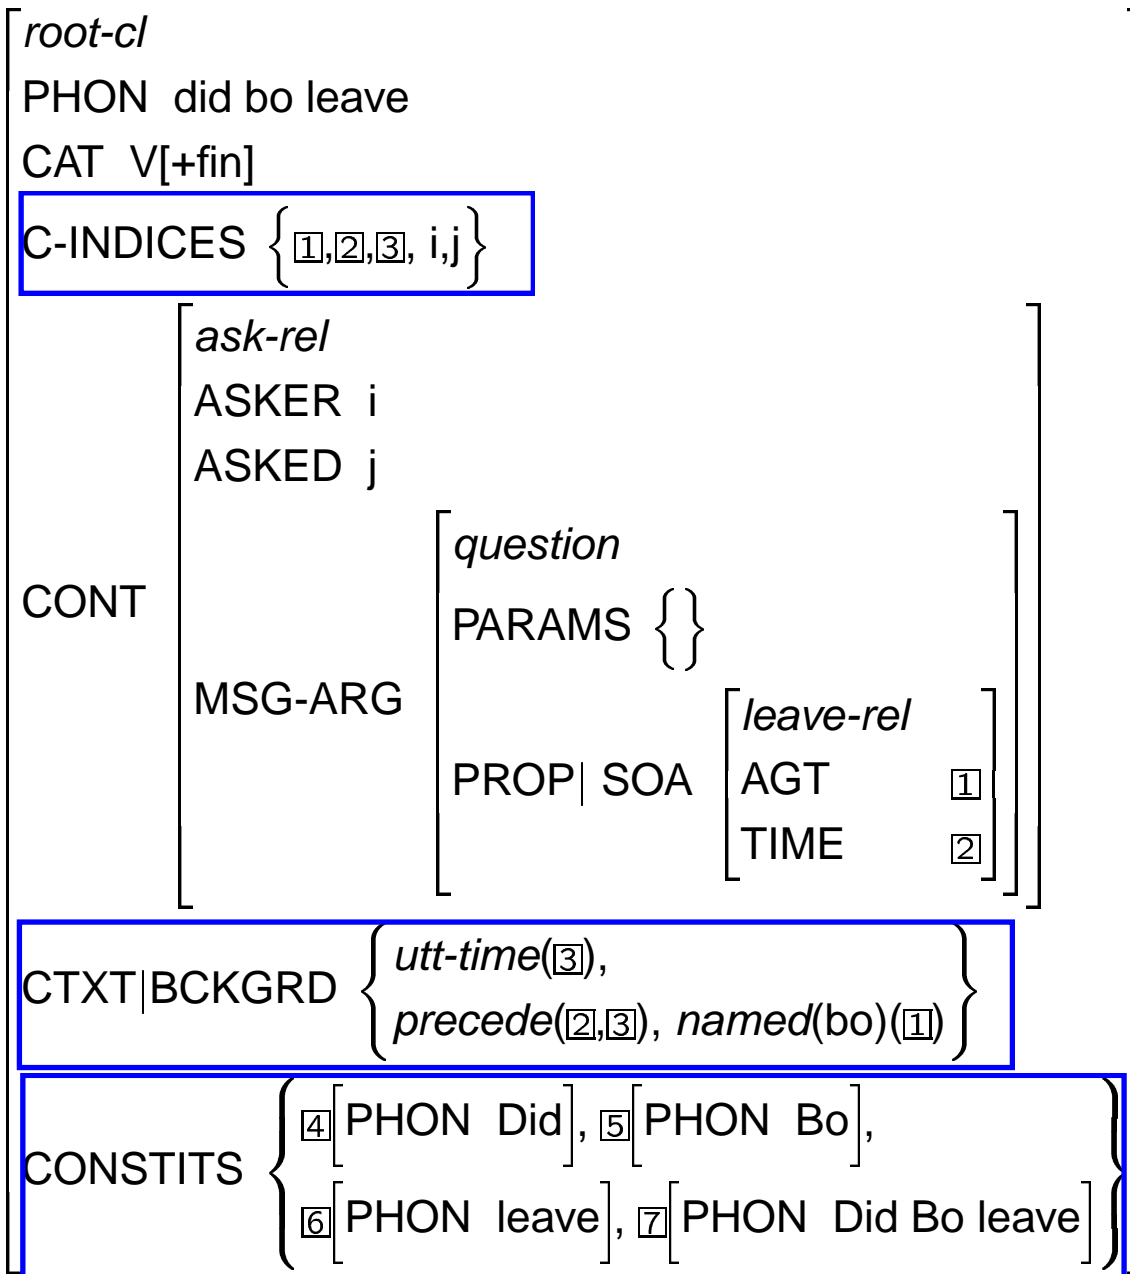 root-cl
PHON did bo leave
CAT V[+fin]
C-INDICES {1,2,3, i,j}
ask-rel
ASKER i
ASKED j
question
PARAMS { }
CONT
MSG-ARG
leave-rel
PROP| SOA AGT 1
TIME 2
utt-time(3),
CTXT|BCKGRD
precede(2,3), named(bo)(1)
4[PHON Did], 5[PHON Bo],
CONSTITS
6[PHON leave], 7[PHON Did Bo leave]